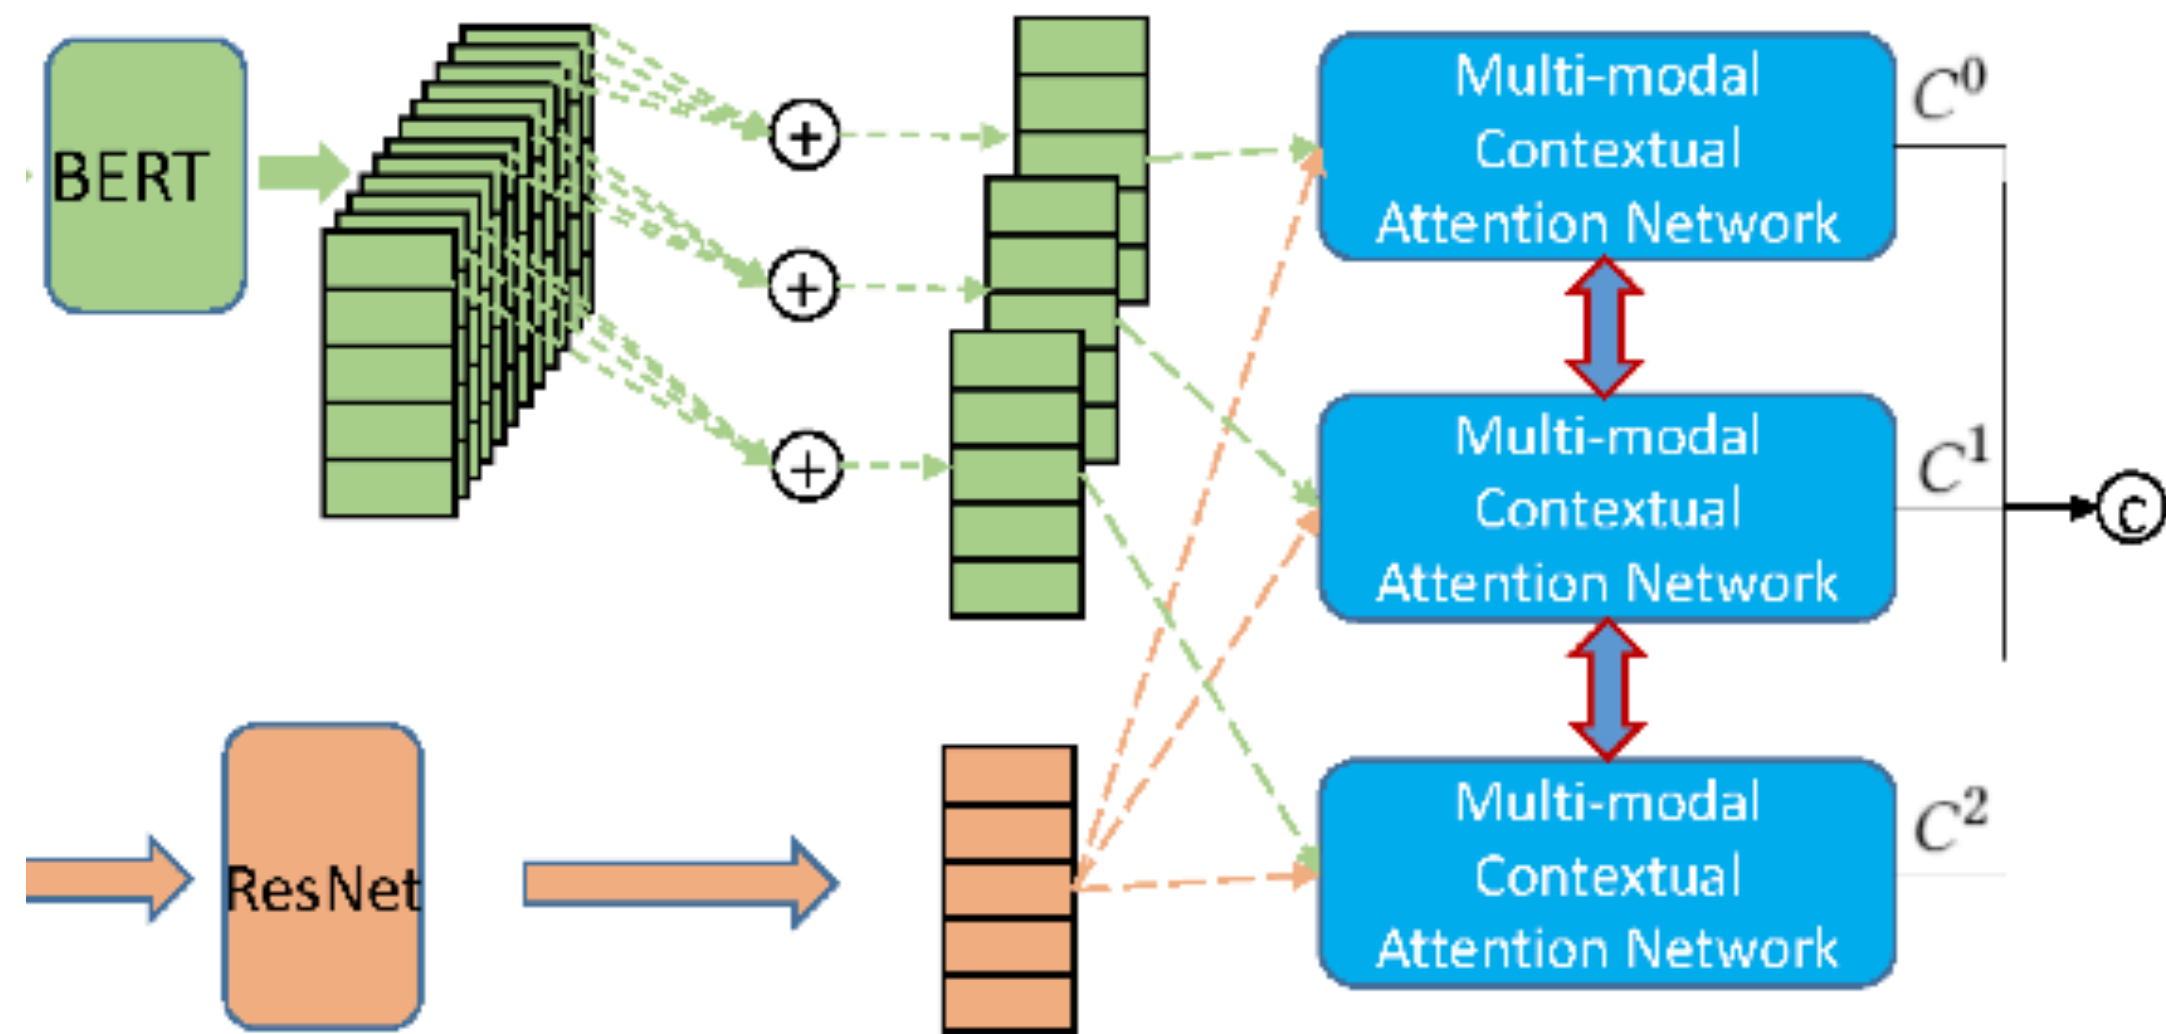 BERT
+
+
+
Multi-modal
Contextual
Attention Network
C⁰
Multi-modal
Contextual
Attention Network
C¹
C
ResNet
Multi-modal
Contextual
Attention Network
C²